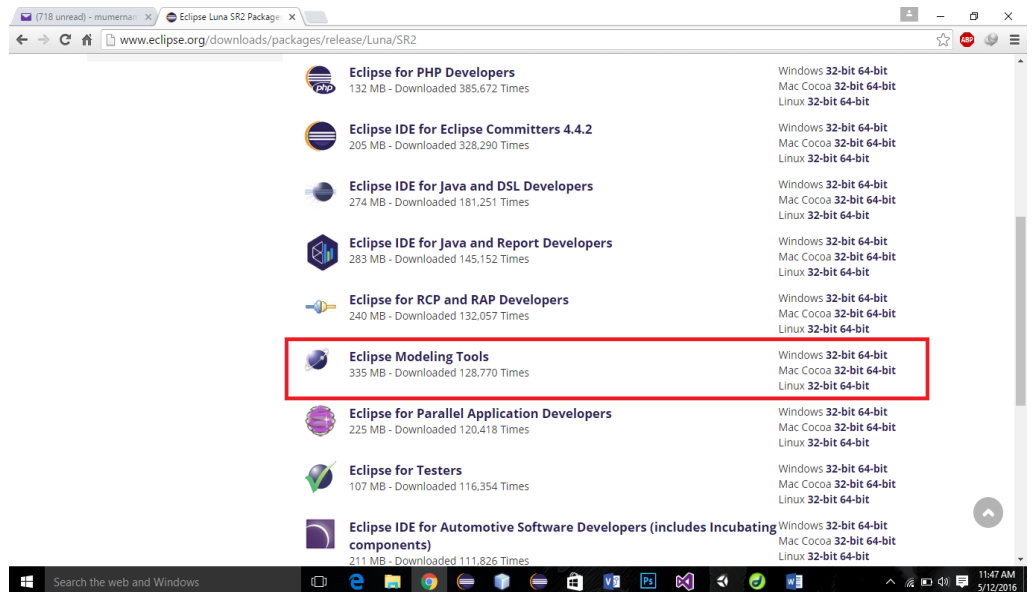 (718 unread) - mumernan
Eclipse Luna SR2 Package
www.eclipse.org/downloads/packages/release/Luna/SR2
ABP
php
Eclipse for PHP Developers
132 MB - Downloaded 385,672 Times
Windows 32-bit 64-bit
Mac Cocoa 32-bit 64-bit
Linux 32-bit 64-bit
Eclipse IDE for Eclipse Committers 4.4.2
205 MB - Downloaded 328,290 Times
Windows 32-bit 64-bit
Mac Cocoa 32-bit 64-bit
Linux 32-bit 64-bit
Eclipse IDE for Java and DSL Developers
274 MB - Downloaded 181,251 Times
Windows 32-bit 64-bit
Mac Cocoa 32-bit 64-bit
Linux 32-bit 64-bit
Eclipse IDE for Java and Report Developers
283 MB - Downloaded 145,152 Times
Windows 32-bit 64-bit
Mac Cocoa 32-bit 64-bit
Linux 32-bit 64-bit
Eclipse for RCP and RAP Developers
240 MB - Downloaded 132,057 Times
Windows 32-bit 64-bit
Mac Cocoa 32-bit 64-bit
Linux 32-bit 64-bit
Eclipse Modeling Tools
335 MB - Downloaded 128,770 Times
Windows 32-bit 64-bit
Mac Cocoa 32-bit 64-bit
Linux 32-bit 64-bit
Eclipse for Parallel Application Developers
225 MB - Downloaded 120,418 Times
Windows 32-bit 64-bit
Mac Cocoa 32-bit 64-bit
Linux 32-bit 64-bit
Eclipse for Testers
107 MB - Downloaded 116,354 Times
Windows 32-bit 64-bit
Mac Cocoa 32-bit 64-bit
Linux 32-bit 64-bit
Eclipse IDE for Automotive Software Developers (includes Incubating
components)
211 MB - Downloaded 111,826 Times
Windows 32-bit 64-bit
Mac Cocoa 32-bit 64-bit
Linux 32-bit 64-bit
Search the web and Windows
Ps
11:47 AM
5/12/2016